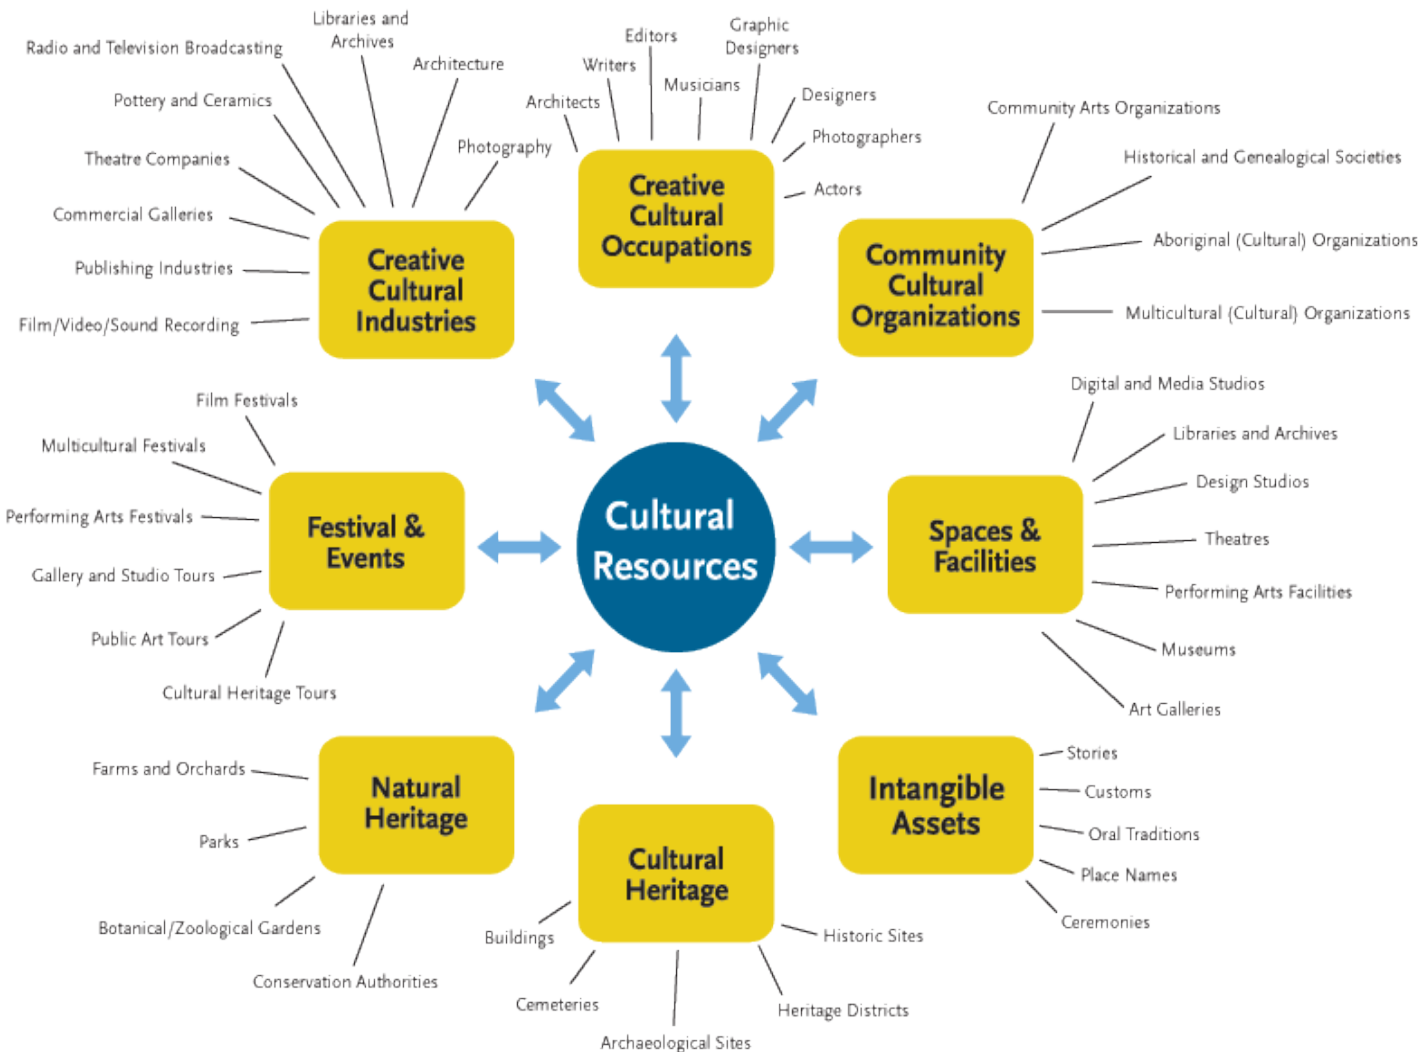 Libraries and
Archives
Radio and Television Broadcasting
Architecture
Pottery and Ceramics
Photography
Theatre Companies
Commercial Galleries
Publishing Industries
Film/Video/Sound Recording
Creative
Cultural
Industries
Graphic
Designers
Editors
Writers
Musicians
Architects
Designers
Photographers
Actors
Creative
Cultural
Occupations
Community Arts Organizations
Historical and Genealogical Societies
Aboriginal (Cultural) Organizations
Multicultural (Cultural) Organizations
Community
Cultural
Organizations
Film Festivals
Multicultural Festivals
Performing Arts Festivals
Gallery and Studio Tours
Public Art Tours
Cultural Heritage Tours
Festival &
Events
Cultural
Resources
Digital and Media Studios
Libraries and Archives
Design Studios
Theatres
Performing Arts Facilities
Museums
Art Galleries
Spaces &
Facilities
Farms and Orchards
Parks
Botanical/Zoological Gardens
Conservation Authorities
Natural
Heritage
Cultural
Heritage
Buildings
Cemeteries
Archaeological Sites
Heritage Districts
Historic Sites
Intangible
Assets
Stories
Customs
Oral Traditions
Place Names
Ceremonies